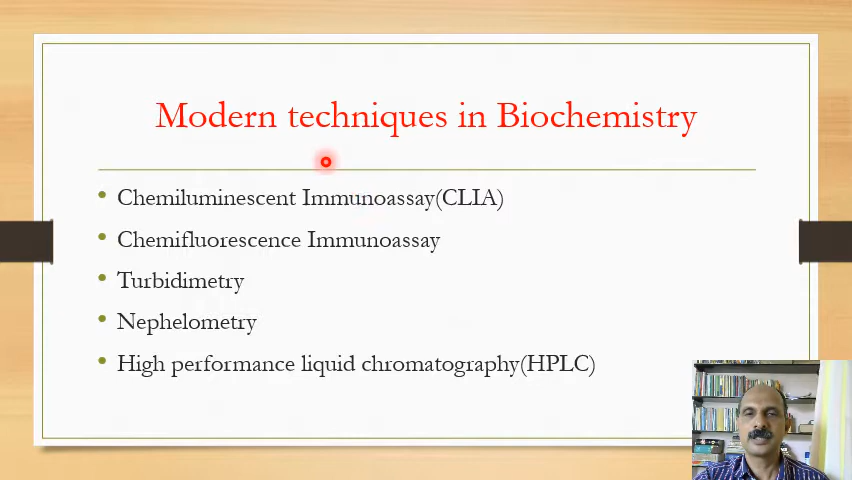 Modern techniques in Biochemistry
• Chemiluminescent Immunoassay(CLIA)
• Chemifluorescence Immunoassay
• Turbidimetry
• Nephelometry
• High performance liquid chromatography(HPLC)